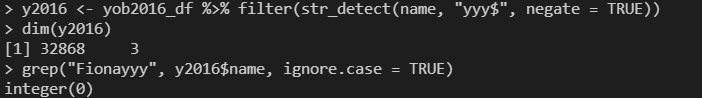 > y2016 <- yob2016_df %>% filter(str_detect(name, "yyy$", negate = TRUE))
> dim(y2016)
[1] 32868     3
> grep("Fionayyy", y2016$name, ignore.case = TRUE)
integer(0)